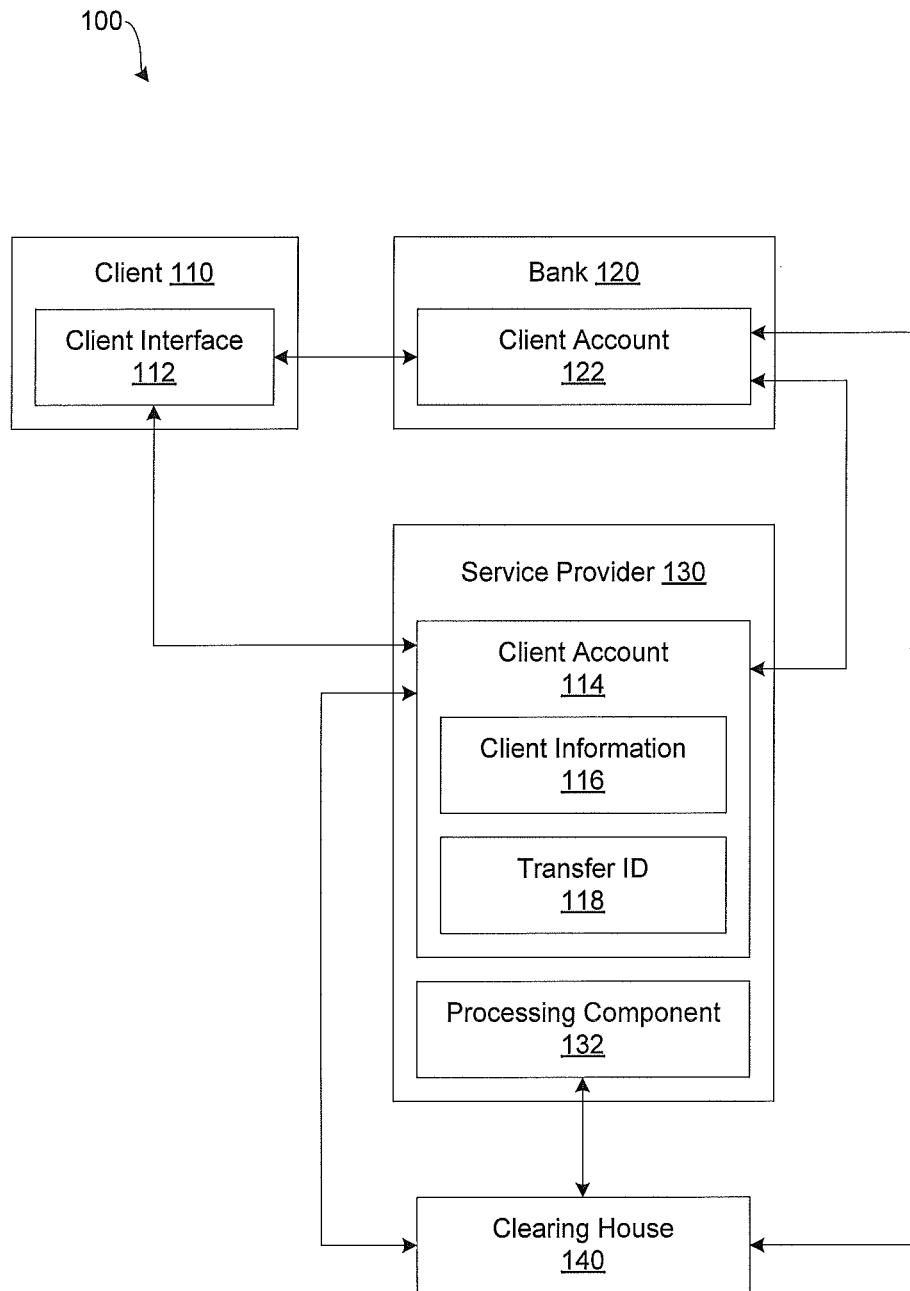 100
Client 110
Client Interface
112
Bank 120
Client Account
122
Service Provider 130
Client Account
114
Client Information
116
Transfer ID
118
Processing Component
132
Clearing House
140